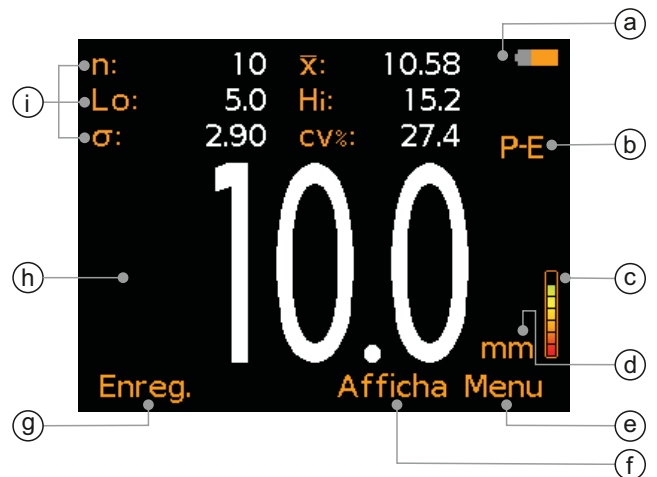 a
n: 10 x̅: 10.58
i Lo: 5.0 Hi: 15.2
σ: 2.90 cv%: 27.4
P-E b
10.0
h c
mm d
Enreg. Afficha Menu
g e
f